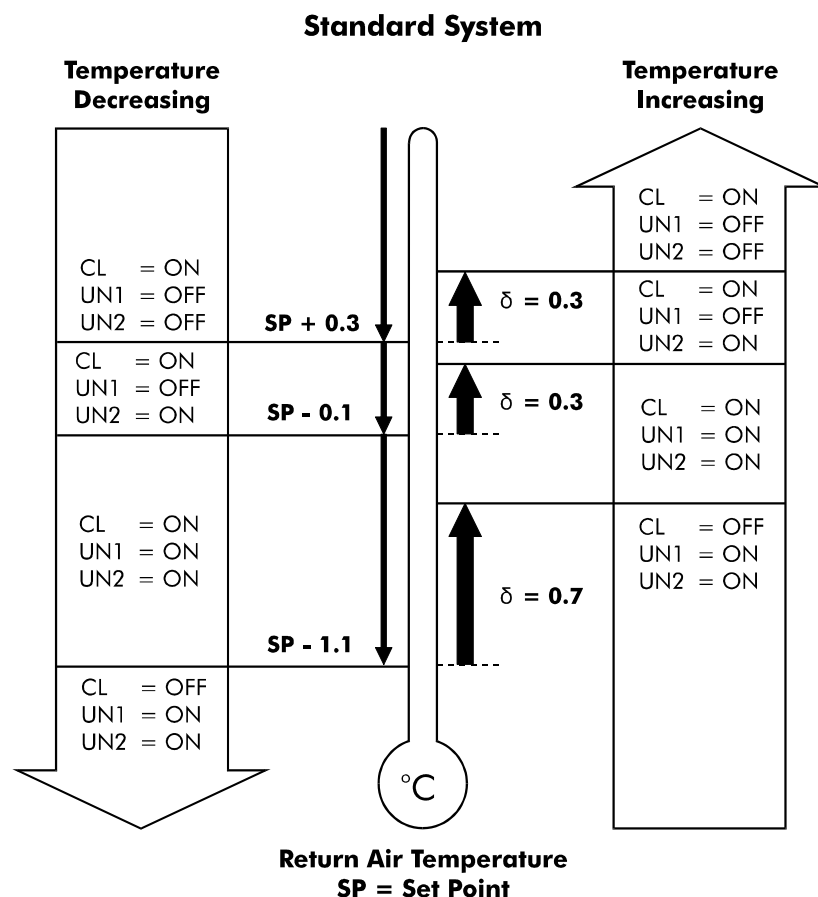 Standard System
Temperature
Decreasing
Temperature
Increasing
CL = ON
UN1 = OFF
UN2 = OFF
SP + 0.3
CL = ON
UN1 = OFF
UN2 = ON
SP - 0.1
CL = ON
UN1 = ON
UN2 = ON
SP - 1.1
CL = OFF
UN1 = ON
UN2 = ON
δ = 0.3
δ = 0.3
δ = 0.7
CL = ON
UN1 = OFF
UN2 = OFF
CL = ON
UN1 = OFF
UN2 = ON
CL = ON
UN1 = ON
UN2 = ON
CL = OFF
UN1 = ON
UN2 = ON
°C
Return Air Temperature
SP = Set Point